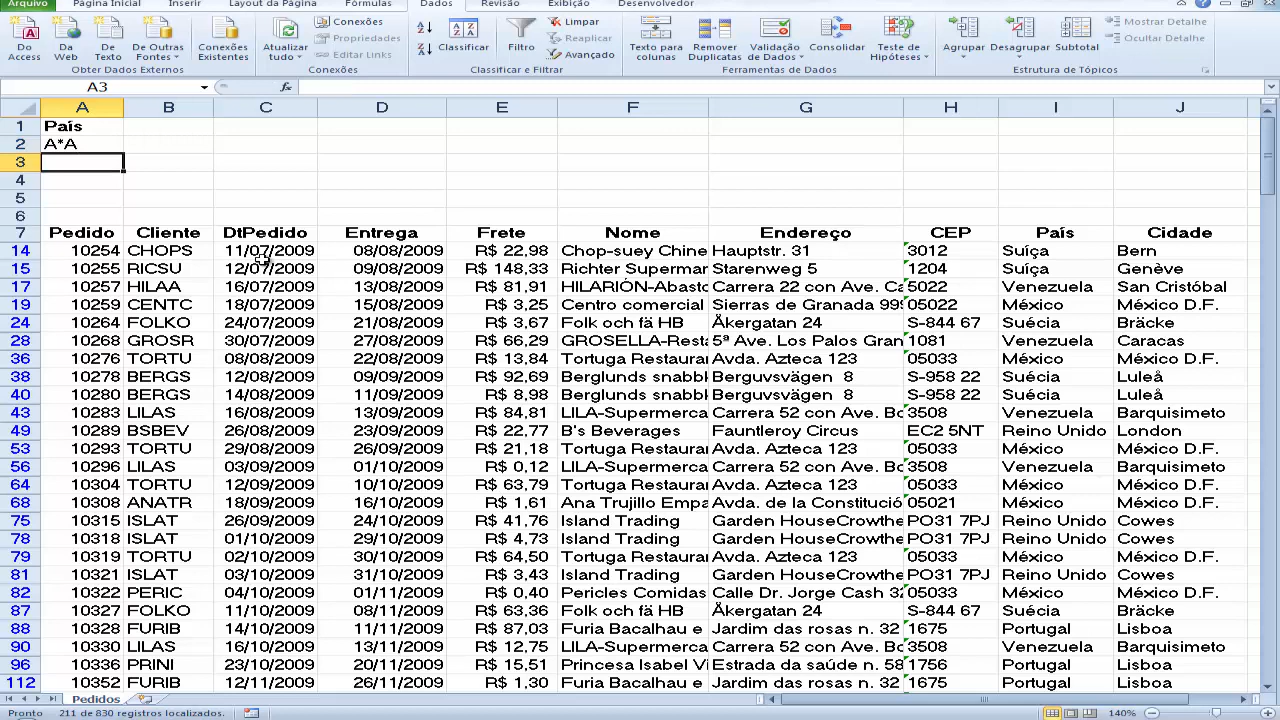 Arquivo Página Inicial Inserir Layout da Página Fórmulas Dados Revisão Exibição Desenvolvedor
Do Access Da Web De Texto De Outras Fontes Conexões Existentes Atualizar tudo Conexões Propriedades Editar Links Classificar Filtro Limpar Reaplicar Avançado Texto para colunas Remover Duplicatas Validação de Dados Consolidar Teste de Hipóteses Agrupar Desagrupar Subtotal Mostrar Detalhe Ocultar Detalhe
Obter Dados Externos Conexões Classificar e Filtrar Ferramentas de Dados Estrutura de Tópicos
A3 fx
A B C D E F G H I J
1 País
2 A*A
3
4
5
6
7 Pedido Cliente DtPedido Entrega Frete Nome Endereço CEP País Cidade
14 10254 CHOPS 11/07/2009 08/08/2009 R$ 22,98 Chop-suey Chine Hauptstr. 31 3012 Suíça Bern
15 10255 RICSU 12/07/2009 09/08/2009 R$ 148,33 Richter Supermar Starenweg 5 1204 Suíça Genève
17 10257 HILAA 16/07/2009 13/08/2009 R$ 81,91 HILARIÓN-Abasto Carrera 22 con Ave. Ca 5022 Venezuela San Cristóbal
19 10259 CENTC 18/07/2009 15/08/2009 R$ 3,25 Centro comercial Sierras de Granada 999 05022 México México D.F.
24 10264 FOLKO 24/07/2009 21/08/2009 R$ 3,67 Folk och fä HB Åkergatan 24 S-844 67 Suécia Bräcke
28 10268 GROSR 30/07/2009 27/08/2009 R$ 66,29 GROSELLA-Resta 5ª Ave. Los Palos Gran 1081 Venezuela Caracas
36 10276 TORTU 08/08/2009 22/08/2009 R$ 13,84 Tortuga Restaurar Avda. Azteca 123 05033 México México D.F.
38 10278 BERGS 12/08/2009 09/09/2009 R$ 92,69 Berglunds snabbk Berguvsvägen 8 S-958 22 Suécia Luleå
40 10280 BERGS 14/08/2009 11/09/2009 R$ 8,98 Berglunds snabbk Berguvsvägen 8 S-958 22 Suécia Luleå
43 10283 LILAS 16/08/2009 13/09/2009 R$ 84,81 LILA-Supermerca Carrera 52 con Ave. Bo 3508 Venezuela Barquisimeto
49 10289 BSBEV 26/08/2009 23/09/2009 R$ 22,77 B's Beverages Fauntleroy Circus EC2 5NT Reino Unido London
53 10293 TORTU 29/08/2009 26/09/2009 R$ 21,18 Tortuga Restaurar Avda. Azteca 123 05033 México México D.F.
56 10296 LILAS 03/09/2009 01/10/2009 R$ 0,12 LILA-Supermerca Carrera 52 con Ave. Bo 3508 Venezuela Barquisimeto
64 10304 TORTU 12/09/2009 10/10/2009 R$ 63,79 Tortuga Restaurar Avda. Azteca 123 05033 México México D.F.
68 10308 ANATR 18/09/2009 16/10/2009 R$ 1,61 Ana Trujillo Empa Avda. de la Constitució 05021 México México D.F.
75 10315 ISLAT 26/09/2009 24/10/2009 R$ 41,76 Island Trading Garden HouseCrowthe PO31 7PJ Reino Unido Cowes
78 10318 ISLAT 01/10/2009 29/10/2009 R$ 4,73 Island Trading Garden HouseCrowthe PO31 7PJ Reino Unido Cowes
79 10319 TORTU 02/10/2009 30/10/2009 R$ 64,50 Tortuga Restaurar Avda. Azteca 123 05033 México México D.F.
81 10321 ISLAT 03/10/2009 31/10/2009 R$ 3,43 Island Trading Garden HouseCrowthe PO31 7PJ Reino Unido Cowes
82 10322 PERIC 04/10/2009 01/11/2009 R$ 0,40 Pericles Comidas Calle Dr. Jorge Cash 32 05033 México México D.F.
87 10327 FOLKO 11/10/2009 08/11/2009 R$ 63,36 Folk och fä HB Åkergatan 24 S-844 67 Suécia Bräcke
88 10328 FURIB 14/10/2009 11/11/2009 R$ 87,03 Furia Bacalhau e Jardim das rosas n. 32 1675 Portugal Lisboa
90 10330 LILAS 16/10/2009 13/11/2009 R$ 12,75 LILA-Supermerca Carrera 52 con Ave. Bo 3508 Venezuela Barquisimeto
96 10336 PRINI 23/10/2009 20/11/2009 R$ 15,51 Princesa Isabel Vi Estrada da saúde n. 58 1756 Portugal Lisboa
112 10352 FURIB 12/11/2009 26/11/2009 R$ 1,30 Furia Bacalhau e Jardim das rosas n. 32 1675 Portugal Lisboa
Pedidos
Pronto 211 de 830 registros localizados. 140%